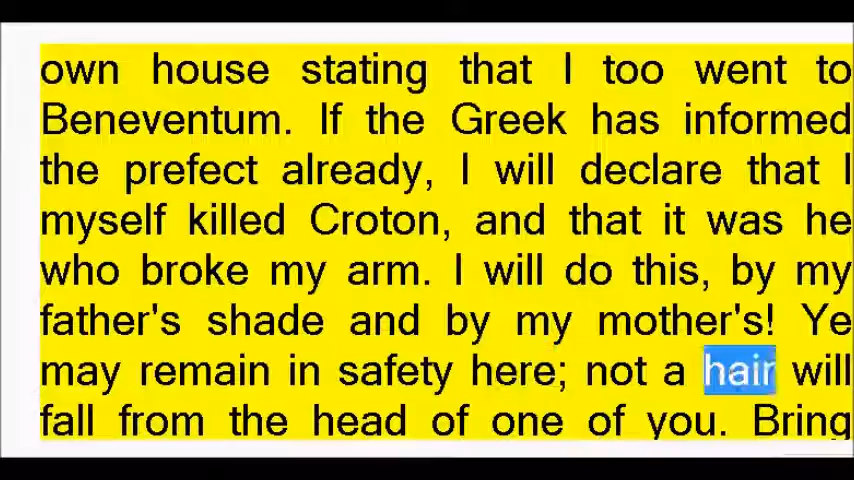 own house stating that I too went to
Beneventum. If the Greek has informed
the prefect already, I will declare that I
myself killed Croton, and that it was he
who broke my arm. I will do this, by my
father's shade and by my mother's! Ye
may remain in safety here; not a hair will
fall from the head of one of you. Bring